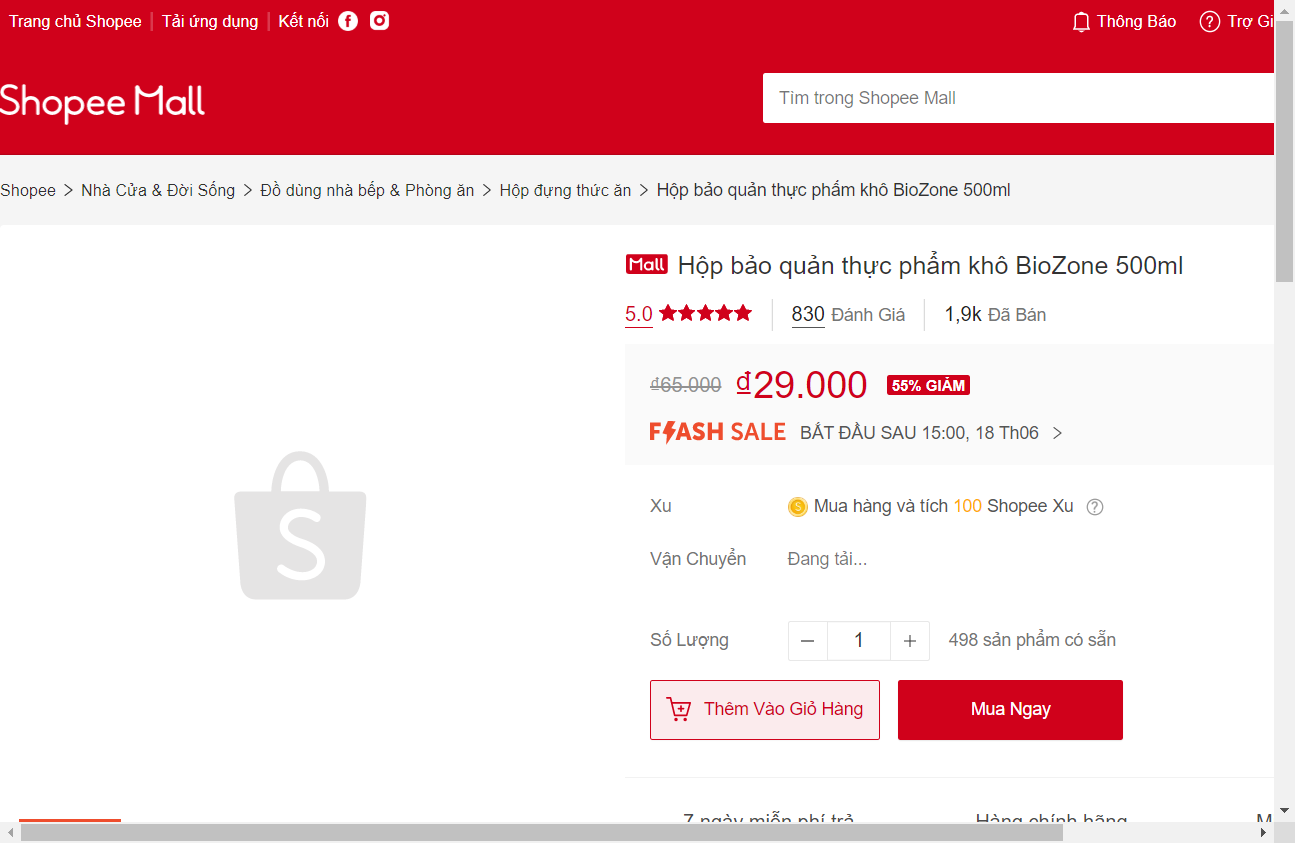 Trang chủ Shopee Tải ứng dụng Kết nối Thông Báo Trợ Gi
Shopee Mall Tìm trong Shopee Mall
Shopee > Nhà Cửa & Đời Sống > Đồ dùng nhà bếp & Phòng ăn > Hộp đựng thức ăn > Hộp bảo quản thực phẩm khô BioZone 500ml
Mall Hộp bảo quản thực phẩm khô BioZone 500ml
5.0 830 Đánh Giá 1,9k Đã Bán
₫65.000 ₫29.000 55% GIẢM
FLASH SALE BẮT ĐẦU SAU 15:00, 18 Th06 >
Xu Mua hàng và tích 100 Shopee Xu
Vận Chuyển Đang tải...
Số Lượng 1 498 sản phẩm có sẵn
Thêm Vào Giỏ Hàng Mua Ngay
7 ngày miễn phí trả Hàng chính hãng M